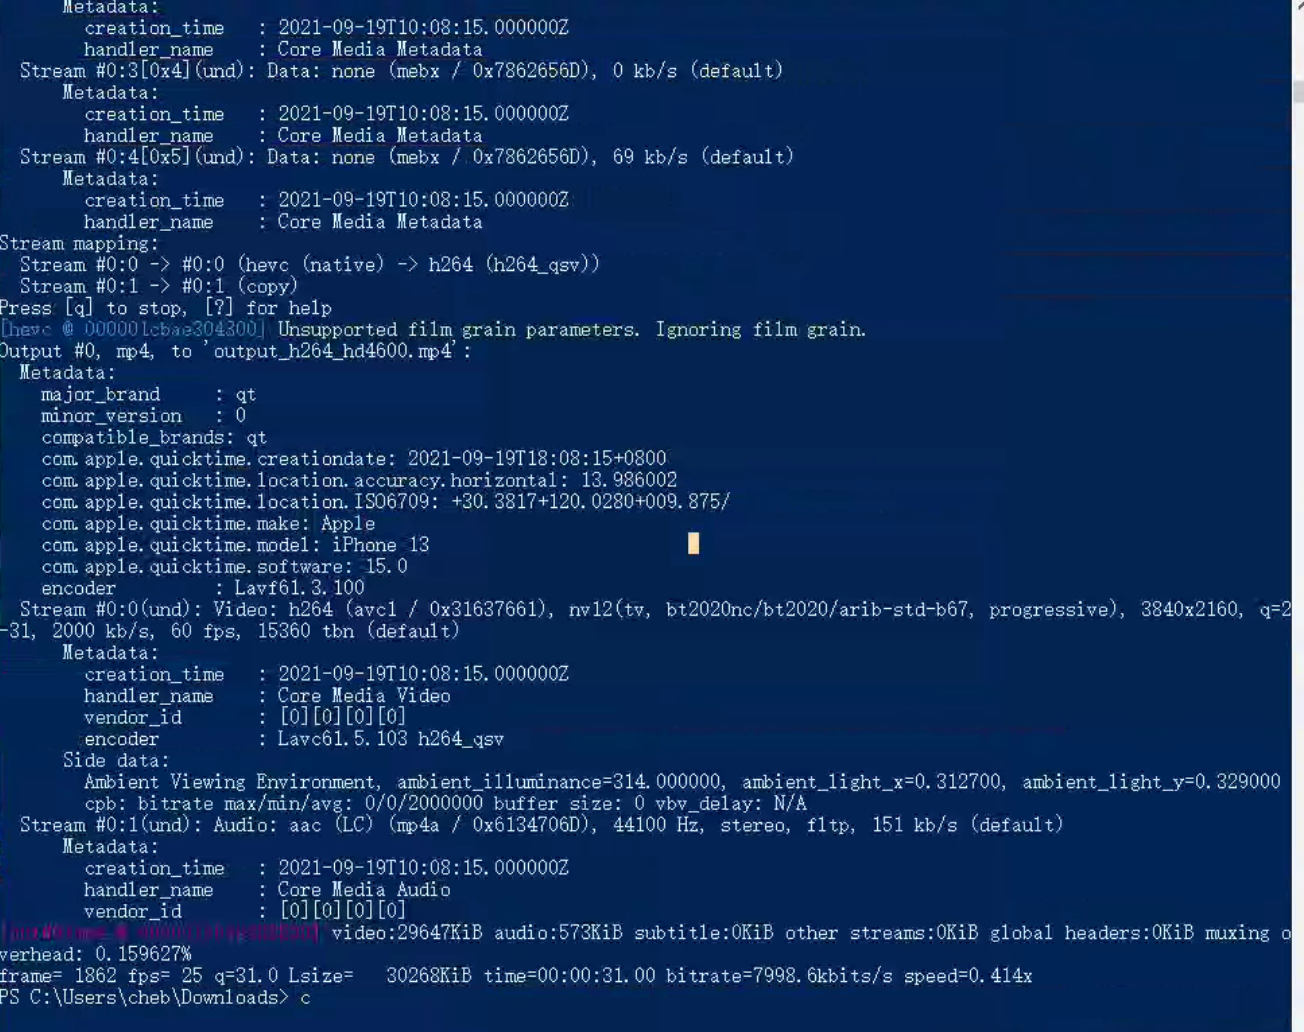 Metadata:
creation_time   : 2021-09-19T10:08:15.000000Z
handler_name    : Core Media Metadata
Stream #0:3[0x4](und): Data: none (mebx / 0x7862656D), 0 kb/s (default)
Metadata:
creation_time   : 2021-09-19T10:08:15.000000Z
handler_name    : Core Media Metadata
Stream #0:4[0x5](und): Data: none (mebx / 0x7862656D), 69 kb/s (default)
Metadata:
creation_time   : 2021-09-19T10:08:15.000000Z
handler_name    : Core Media Metadata
Stream mapping:
Stream #0:0 -> #0:0 (hevc (native) -> h264 (h264_qsv))
Stream #0:1 -> #0:1 (copy)
Press [q] to stop, [?] for help
[hevc @ 000001cbae304300] Unsupported film grain parameters. Ignoring film grain.
Output #0, mp4, to 'output_h264_hd4600.mp4':
Metadata:
major_brand     : qt
minor_version   : 0
compatible_brands: qt
com.apple.quicktime.creationdate: 2021-09-19T18:08:15+0800
com.apple.quicktime.location.accuracy.horizontal: 13.986002
com.apple.quicktime.location.ISO6709: +30.3817+120.0280+009.875/
com.apple.quicktime.make: Apple
com.apple.quicktime.model: iPhone 13
com.apple.quicktime.software: 15.0
encoder         : Lavf61.3.100
Stream #0:0(und): Video: h264 (avc1 / 0x31637661), nv12(tv, bt2020nc/bt2020/arib-std-b67, progressive), 3840x2160, q=2
-31, 2000 kb/s, 60 fps, 15360 tbn (default)
Metadata:
creation_time   : 2021-09-19T10:08:15.000000Z
handler_name    : Core Media Video
vendor_id       : [0][0][0][0]
encoder         : Lavc61.5.103 h264_qsv
Side data:
Ambient Viewing Environment, ambient_illuminance=314.000000, ambient_light_x=0.312700, ambient_light_y=0.329000
cpb: bitrate max/min/avg: 0/0/2000000 buffer size: 0 vbv_delay: N/A
Stream #0:1(und): Audio: aac (LC) (mp4a / 0x6134706D), 44100 Hz, stereo, fltp, 151 kb/s (default)
Metadata:
creation_time   : 2021-09-19T10:08:15.000000Z
handler_name    : Core Media Audio
vendor_id       : [0][0][0][0]
video:29647KiB audio:573KiB subtitle:0KiB other streams:0KiB global headers:0KiB muxing o
verhead: 0.159627%
frame= 1862 fps= 25 q=31.0 Lsize=   30268KiB time=00:00:31.00 bitrate=7998.6kbits/s speed=0.414x
PS C:\Users\cheb\Downloads> c